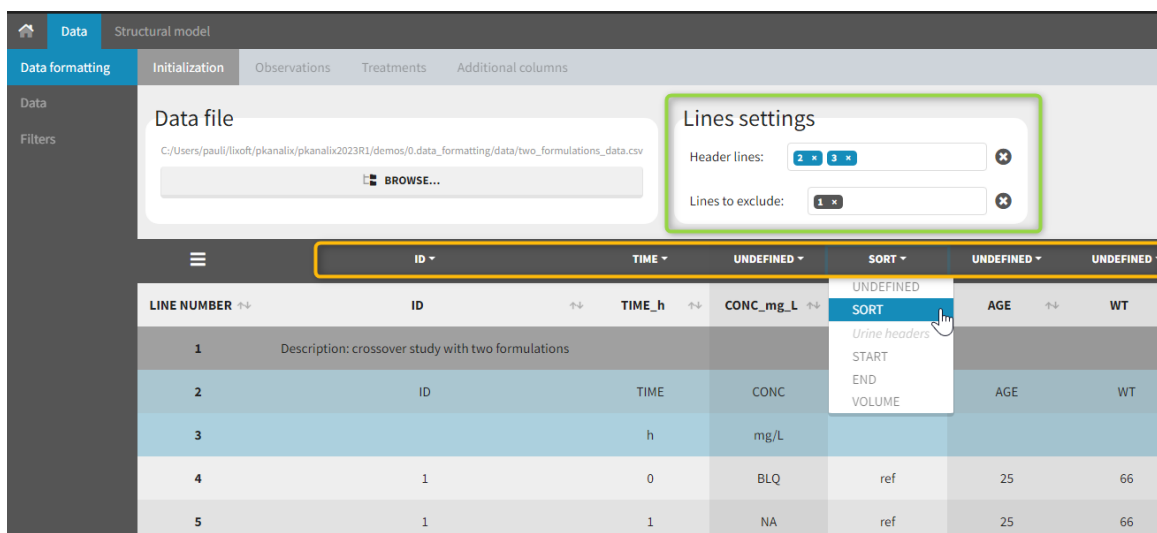 Data Structural model
Data formatting Initialization Observations Treatments Additional columns
Data
Filters
Data file
C:/Users/pauli/lixoft/pkanalix/pkanalix2023R1/demos/0.data_formatting/data/two_formulations_data.csv
BROWSE...
Lines settings
Header lines: 2 × 3 ×
Lines to exclude: 1 ×
ID TIME UNDEFINED SORT UNDEFINED UNDEFINED
UNDEFINED
SORT
Urine headers
START
END
VOLUME
LINE NUMBER ID TIME_h CONC_mg_L AGE WT
1 Description: crossover study with two formulations
2 ID TIME CONC AGE WT
3 h mg/L
4 1 0 BLQ ref 25 66
5 1 1 NA ref 25 66